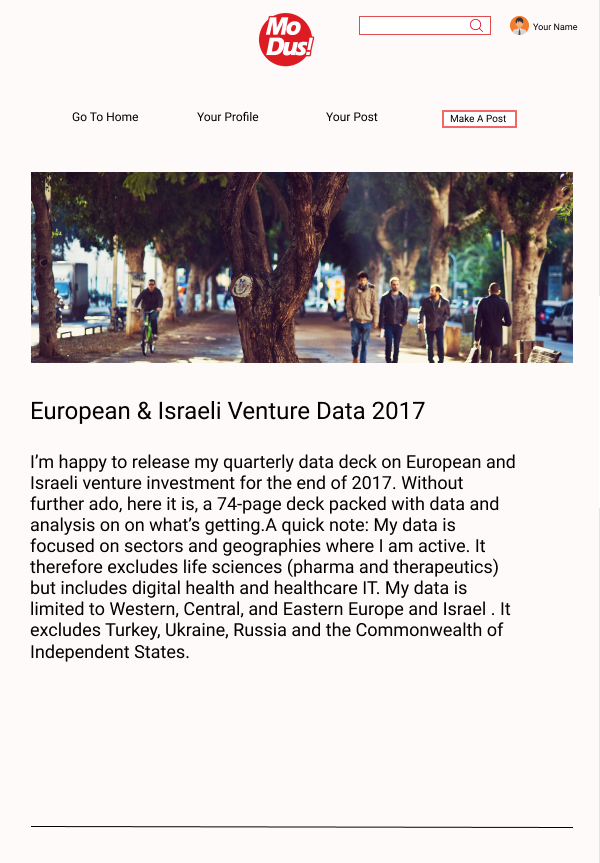 Mo
Dus!
Your Name
Go To Home
Your Profile
Your Post
Make A Post
European & Israeli Venture Data 2017
I’m happy to release my quarterly data deck on European and
Israeli venture investment for the end of 2017. Without
further ado, here it is, a 74-page deck packed with data and
analysis on on what’s getting.A quick note: My data is
focused on sectors and geographies where I am active. It
therefore excludes life sciences (pharma and therapeutics)
but includes digital health and healthcare IT. My data is
limited to Western, Central, and Eastern Europe and Israel . It
excludes Turkey, Ukraine, Russia and the Commonwealth of
Independent States.